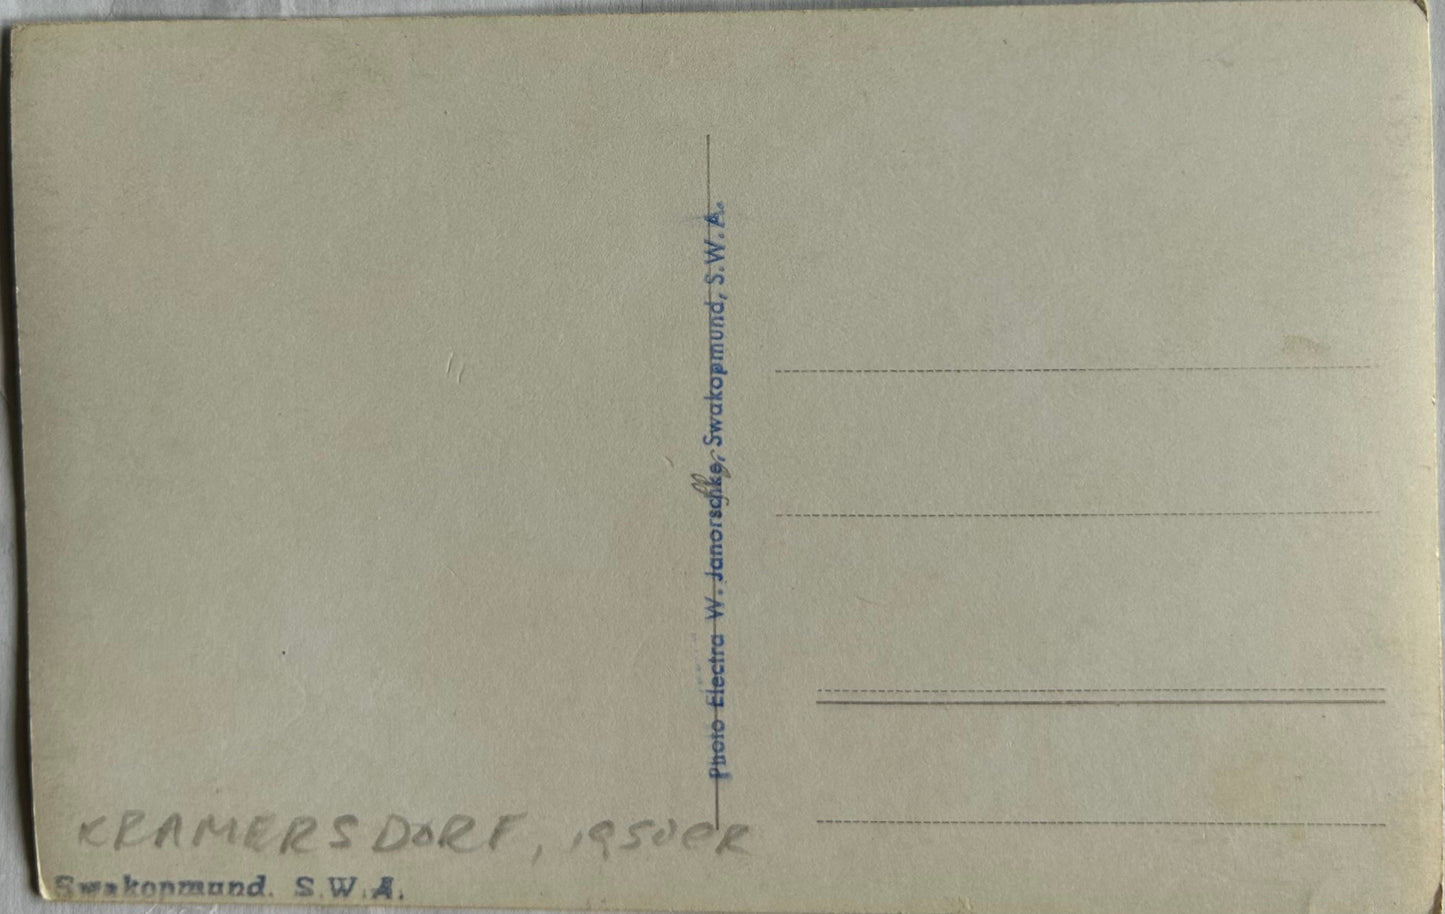 Photo Electra W. Janorschke, Swakopmund, S.W.A.
KRAMERSDORF, 1950ER
Swakopmund. S.W.A.